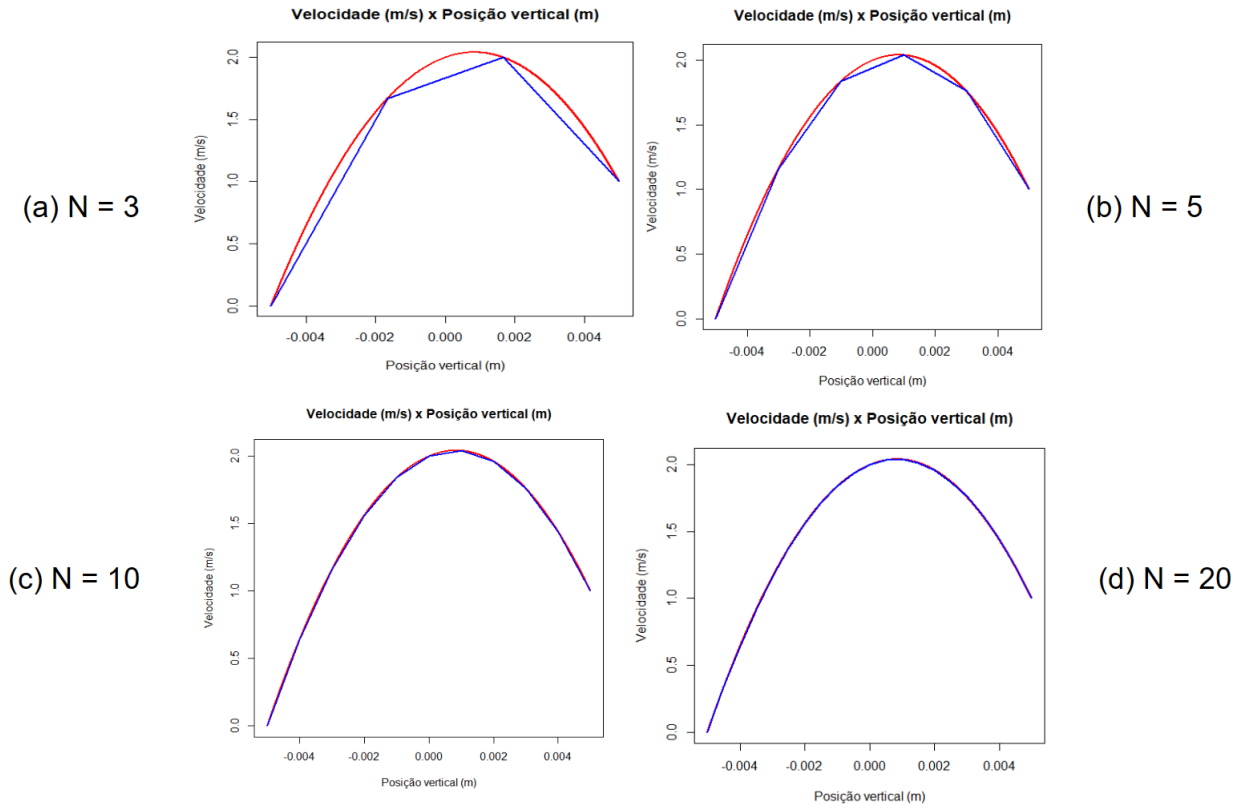 Velocidade (m/s) x Posição vertical (m)
Velocidade (m/s)
0.0 0.5 1.0 1.5 2.0
-0.004 -0.002 0.000 0.002 0.004
Posição vertical (m)
(a) N = 3
Velocidade (m/s) x Posição vertical (m)
Velocidade (m/s)
0.0 0.5 1.0 1.5 2.0
-0.004 -0.002 0.000 0.002 0.004
Posição vertical (m)
(b) N = 5
Velocidade (m/s) x Posição vertical (m)
Velocidade (m/s)
0.0 0.5 1.0 1.5 2.0
-0.004 -0.002 0.000 0.002 0.004
Posição vertical (m)
(c) N = 10
Velocidade (m/s) x Posição vertical (m)
Velocidade (m/s)
0.0 0.5 1.0 1.5 2.0
-0.004 -0.002 0.000 0.002 0.004
Posição vertical (m)
(d) N = 20